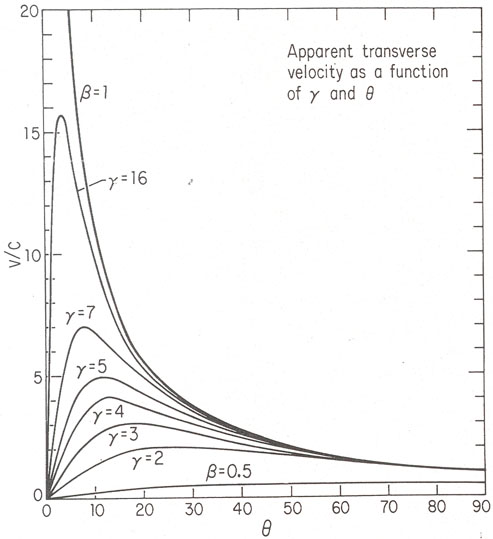 20
Apparent transverse
velocity as a function
of γ and θ
β=1
15
γ=16
10
V/C
γ=7
5
γ=5
γ=4
γ=3
γ=2
β=0.5
0
0 10 20 30 40 50 60 70 80 90
θ